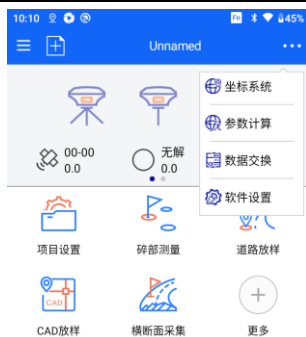 10:10
Fn
45%
Unnamed
坐标系统
参数计算
数据交换
软件设置
00-00
0.0
无解
0.0
项目设置
碎部测量
道路放样
CAD
CAD放样
横断面采集
更多